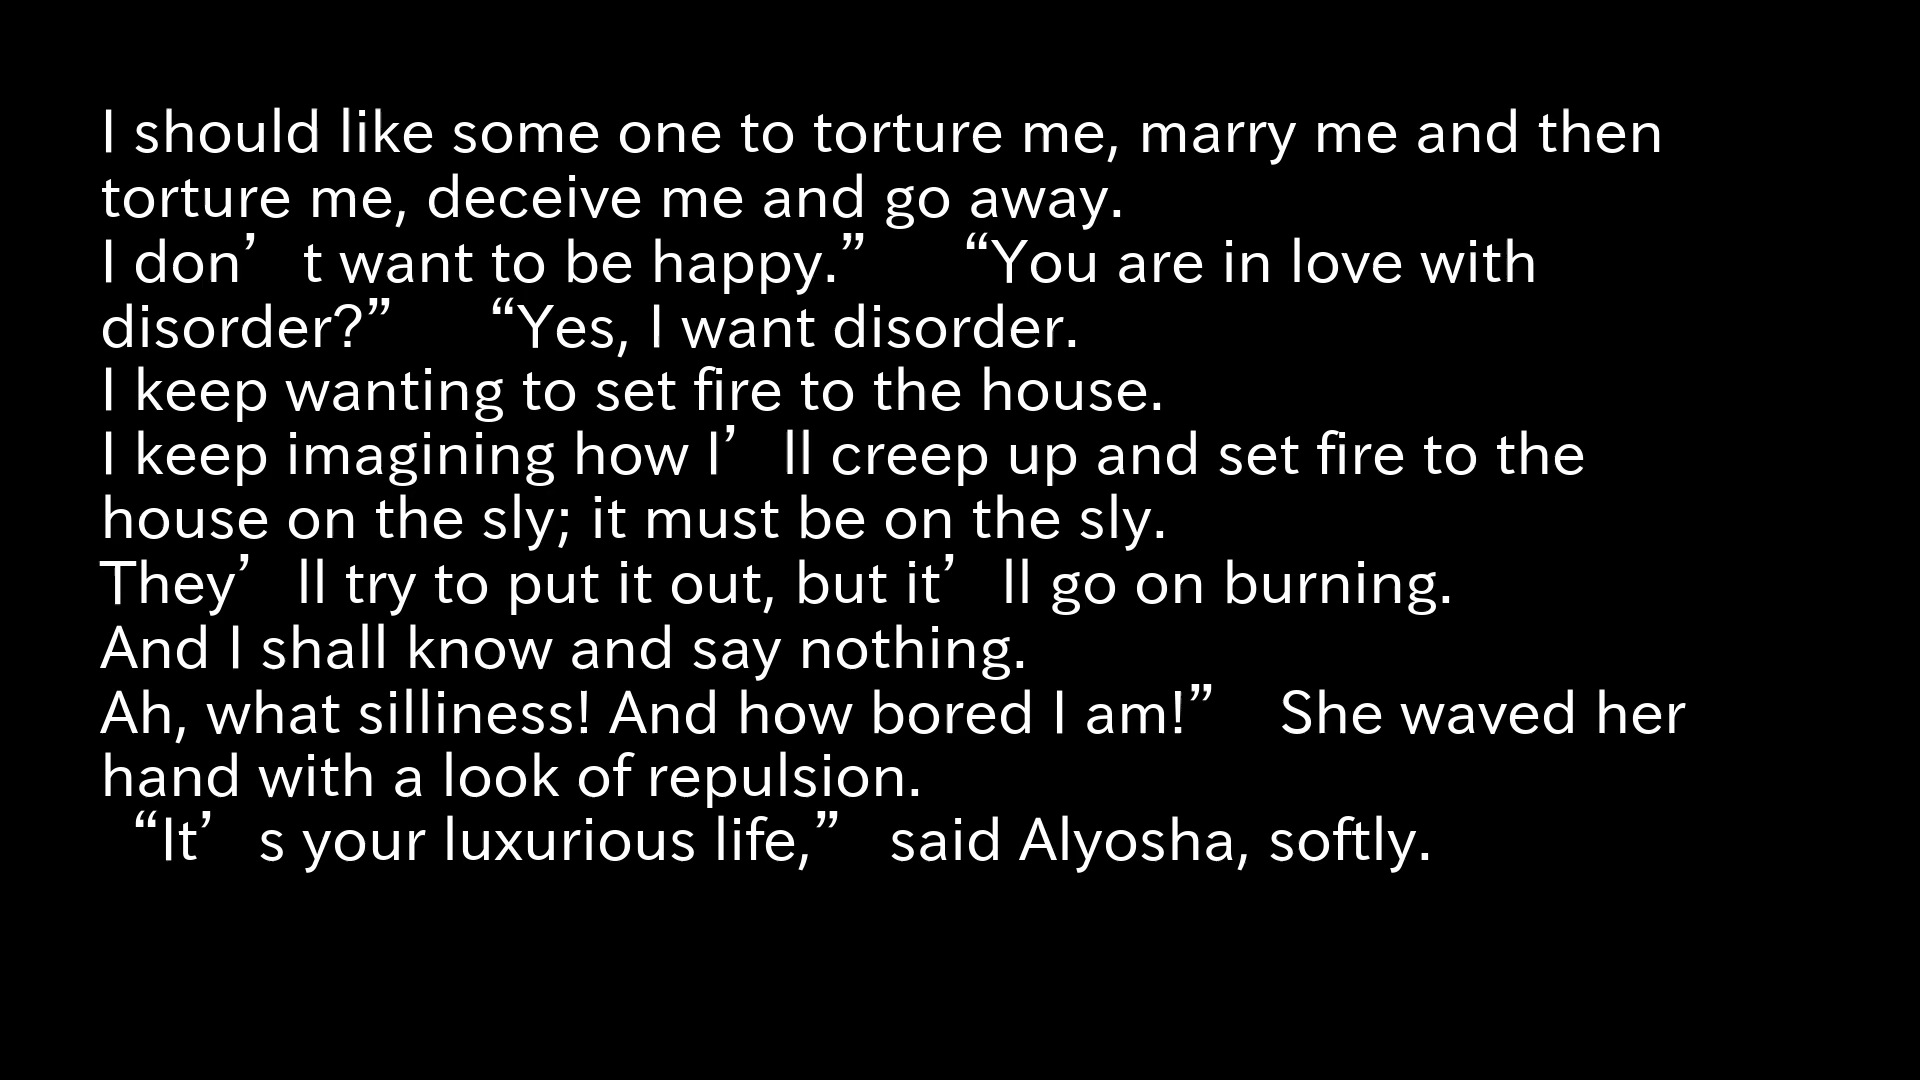 I should like some one to torture me, marry me and then
torture me, deceive me and go away.
I don’t want to be happy.” “You are in love with
disorder?” “Yes, I want disorder.
I keep wanting to set fire to the house.
I keep imagining how I’ll creep up and set fire to the
house on the sly; it must be on the sly.
They’ll try to put it out, but it’ll go on burning.
And I shall know and say nothing.
Ah, what silliness! And how bored I am!” She waved her
hand with a look of repulsion.
“It’s your luxurious life,” said Alyosha, softly.